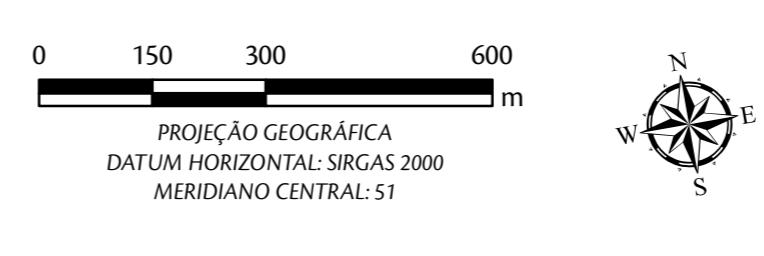 0 150 300 600
m
PROJEÇÃO GEOGRÁFICA
DATUM HORIZONTAL: SIRGAS 2000
MERIDIANO CENTRAL: 51
N
W E
S